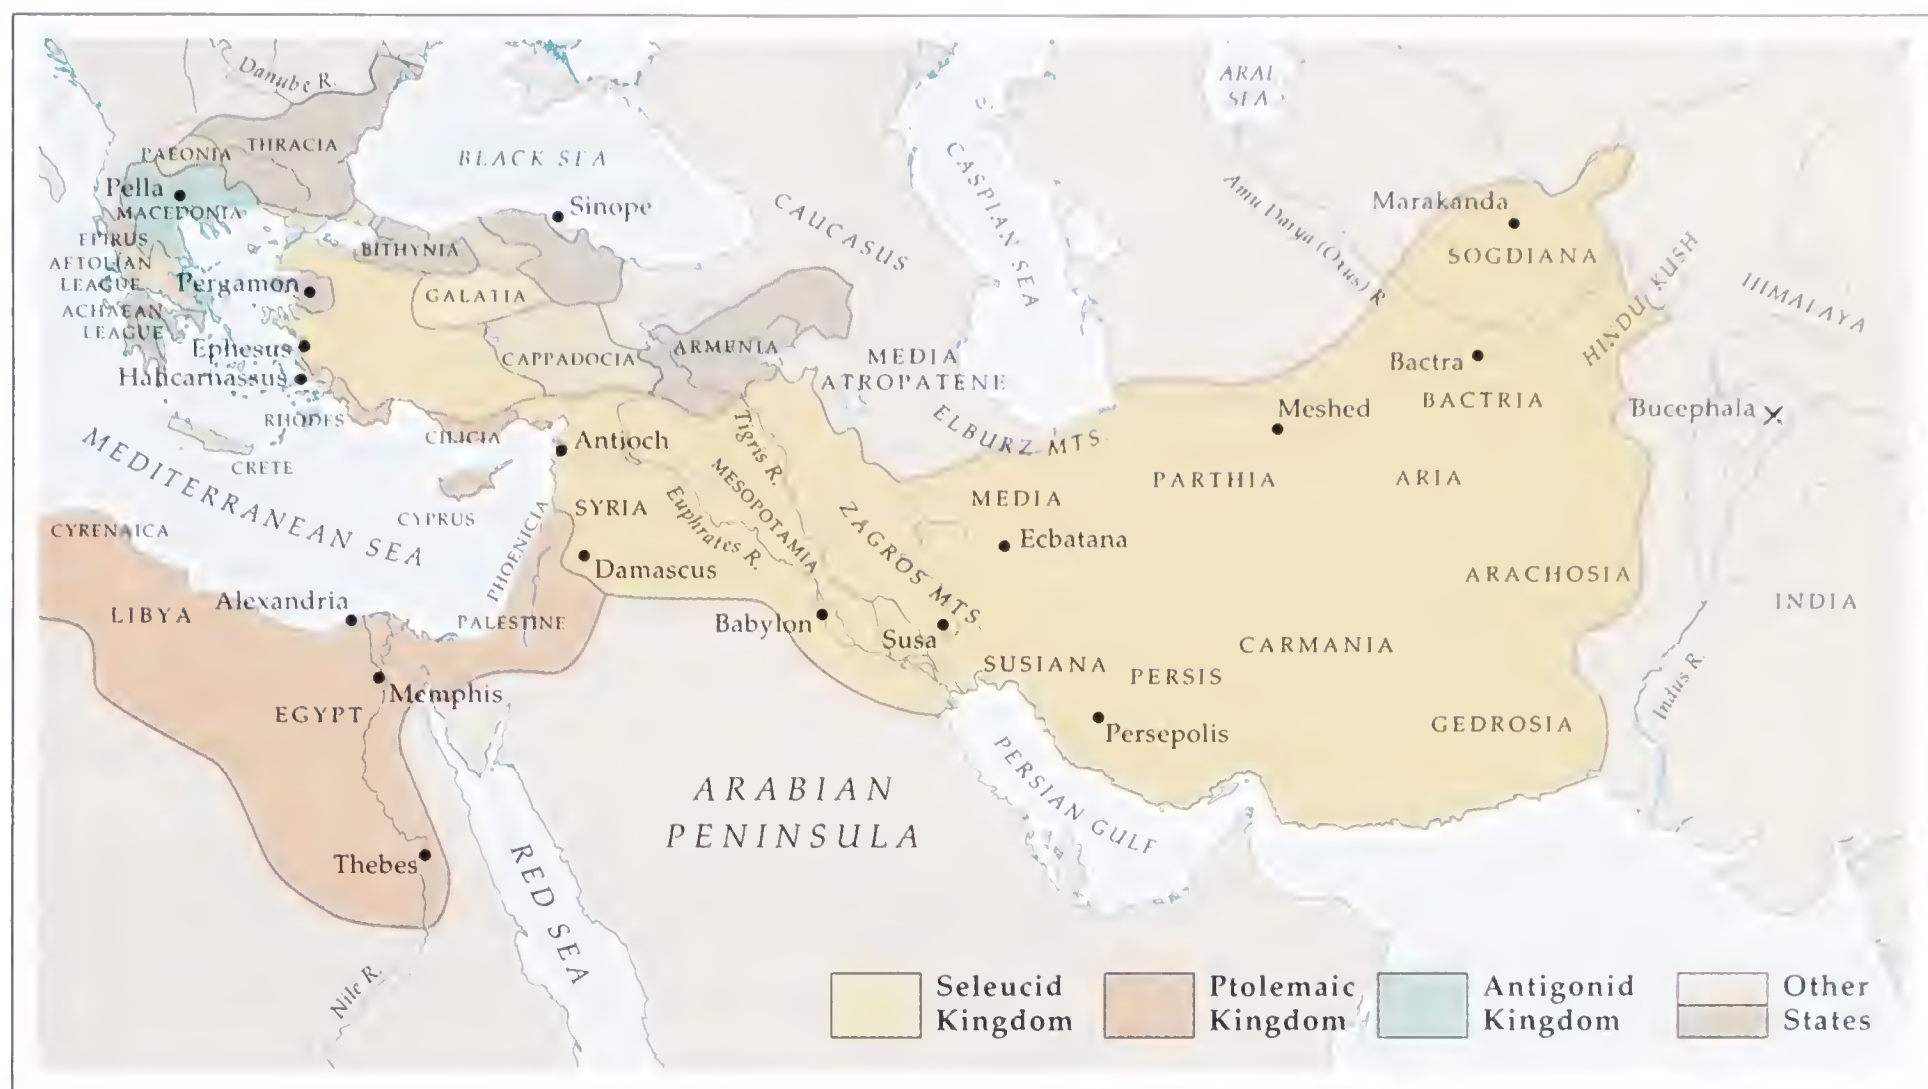 Danube R.
ARAL
SEA
THRACIA
PAEONIA
BLACK SEA
CASPIAN SEA
Pella
MACEDONIA
Sinope
CAUCASUS
Amu Darya (Oxus) R.
Marakanda
SOGDIANA
HINDU KUSH
HIMALAYA
EPIRUS
BITHYNIA
AETOLIAN
LEAGUE
Pergamon
GALATIA
ACHAEAN
LEAGUE
Ephesus
CAPPADOCIA
ARMENIA
MEDIA
ATROPATENE
Bactra
BACTRIA
Halicarnassus
RHODES
CILICIA
Antioch
Tigris R.
ELBURZ MTS.
Meshed
Bucephala
MEDITERRANEAN SEA
CRETE
CYPRUS
SYRIA
MESOPOTAMIA
Euphrates R.
ZAGROS MTS.
MEDIA
PARTHIA
ARIA
CYRENAICA
PHOENICIA
Damascus
Ecbatana
ARACHOSIA
INDIA
LIBYA
Alexandria
PALESTINE
Babylon
Susa
SUSIANA
PERSIS
CARMANIA
Indus R.
Memphis
EGYPT
Persepolis
GEDROSIA
ARABIAN
PENINSULA
PERSIAN GULF
Thebes
RED SEA
Nile R.
Seleucid
Kingdom
Ptolemaic
Kingdom
Antigonid
Kingdom
Other
States